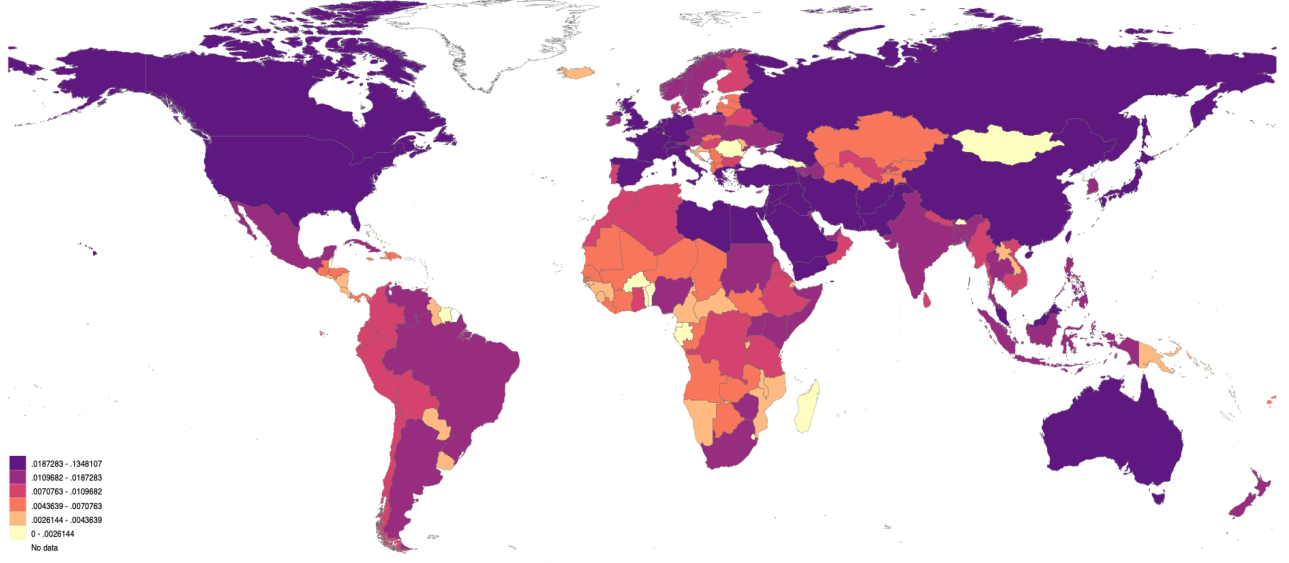 .0187283 - .1348107
.0109682 - .0187283
.0070763 - .0109682
.0043639 - .0070763
.0026144 - .0043639
0 - .0026144
No data